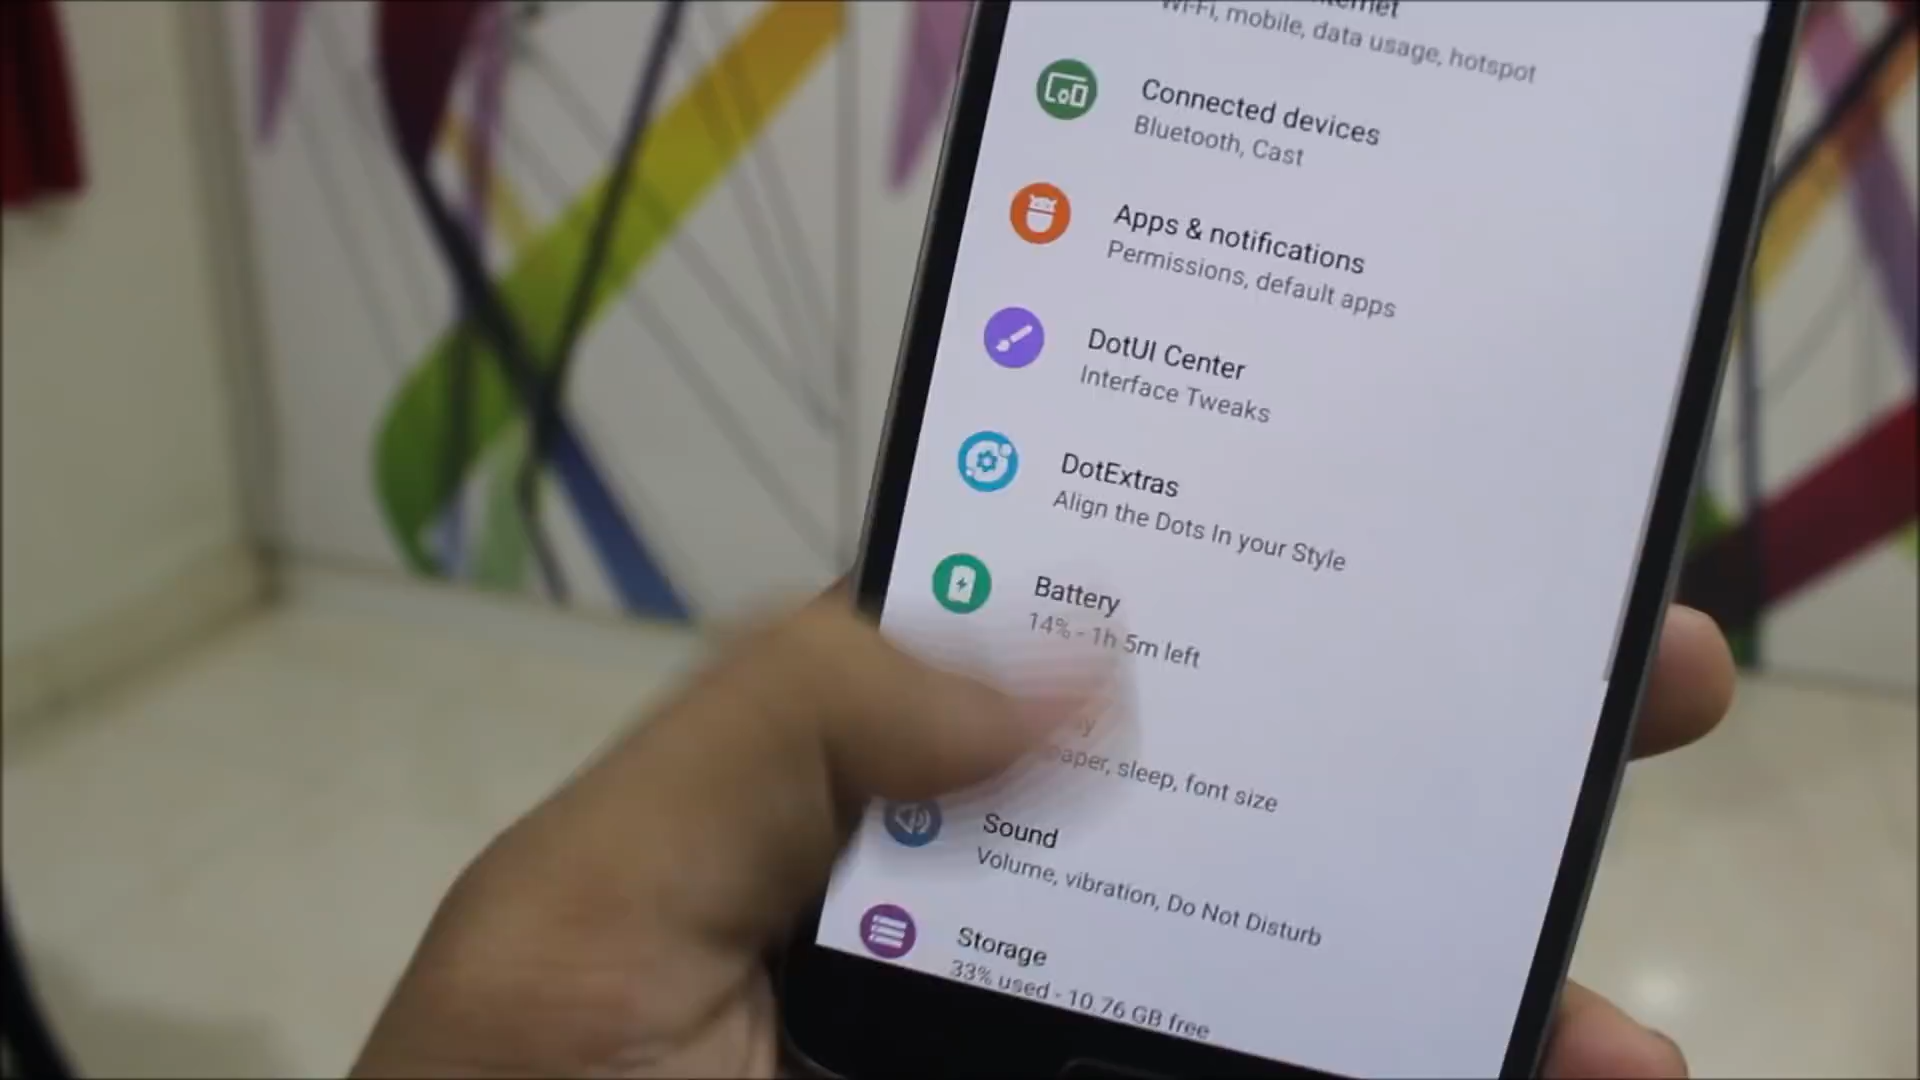 Wi-Fi, mobile, data usage, hotspot
Connected devices
Bluetooth, Cast
Apps & notifications
Permissions, default apps
DotUI Center
Interface Tweaks
DotExtras
Align the Dots In your Style
Battery
14% - 1h 5m left
sleep, font size
Sound
Volume, vibration, Do Not Disturb
Storage
33% used - 10.76 GB free